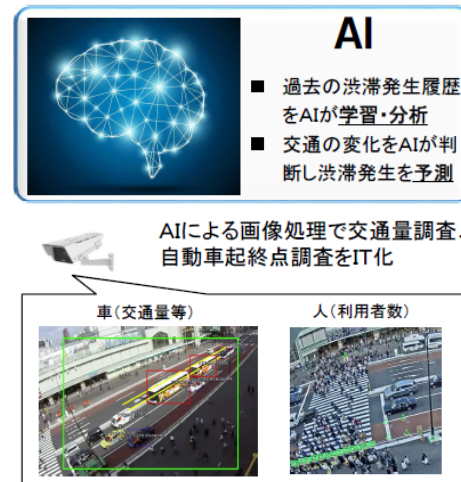 AI
■ 過去の渋滞発生履歴
をAIが学習・分析
■ 交通の変化をAIが判
断し渋滞発生を予測
AIによる画像処理で交通量調査、
自動車起終点調査をIT化
車(交通量等)
人(利用者数)